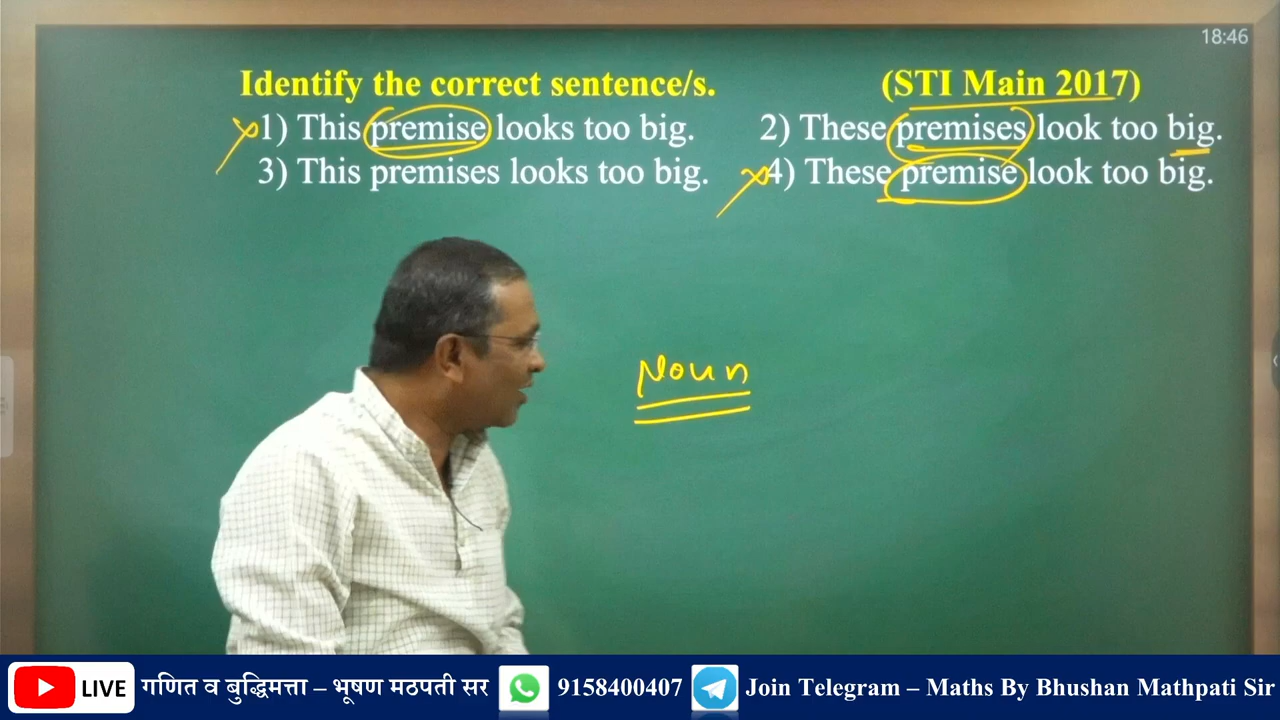 18:46
Identify the correct sentence/s. (STI Main 2017)
1) This premise looks too big. 2) These premises look too big.
3) This premises looks too big. 4) These premise look too big.
Noun
LIVE गणित व बुद्धिमत्ता – भूषण मठपती सर 9158400407 Join Telegram – Maths By Bhushan Mathpati Sir